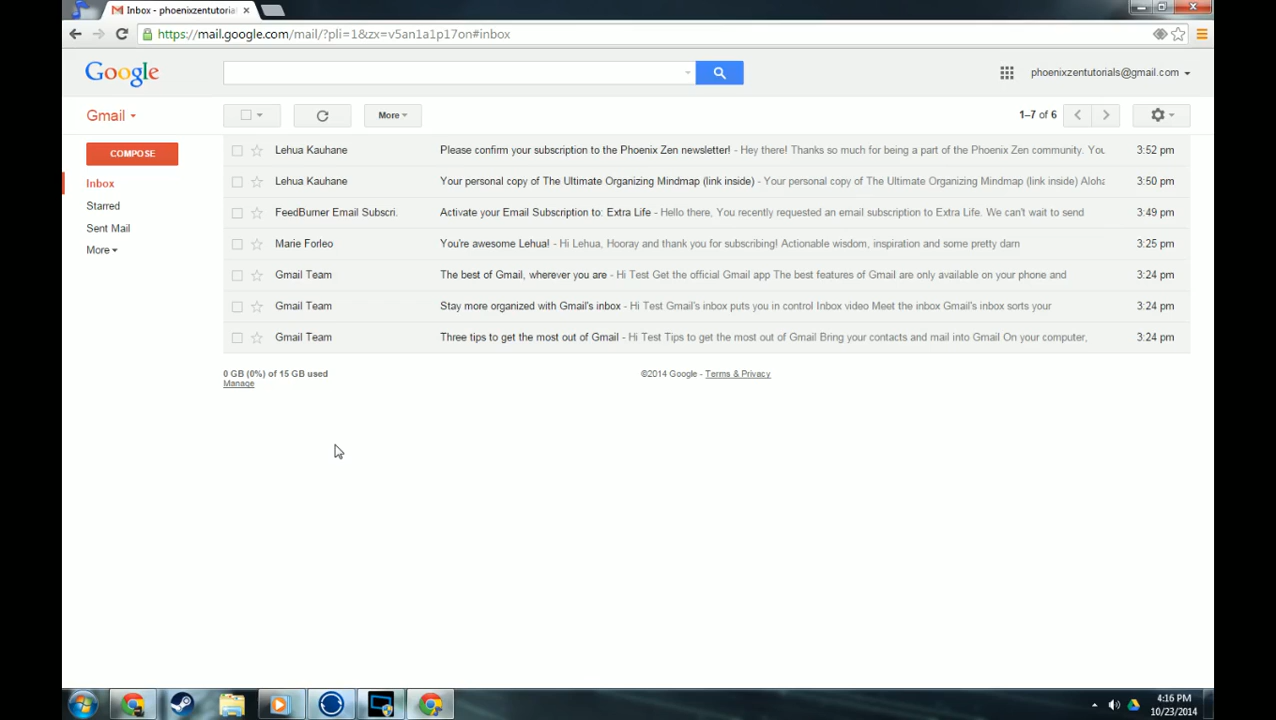 Inbox - phoenixzentutoria
https://mail.google.com/mail/?pli=1&zx=v5an1a1p17on#inbox
Google
phoenixzentutorials@gmail.com
Gmail
More
1–7 of 6
COMPOSE
Inbox
Starred
Sent Mail
More
Lehua Kauhane Please confirm your subscription to the Phoenix Zen newsletter! - Hey there! Thanks so much for being a part of the Phoenix Zen community. You 3:52 pm
Lehua Kauhane Your personal copy of The Ultimate Organizing Mindmap (link inside) - Your personal copy of The Ultimate Organizing Mindmap (link inside) Aloha 3:50 pm
FeedBurner Email Subscri. Activate your Email Subscription to: Extra Life - Hello there, You recently requested an email subscription to Extra Life. We can't wait to send 3:49 pm
Marie Forleo You're awesome Lehua! - Hi Lehua, Hooray and thank you for subscribing! Actionable wisdom, inspiration and some pretty darn 3:25 pm
Gmail Team The best of Gmail, wherever you are - Hi Test Get the official Gmail app The best features of Gmail are only available on your phone and 3:24 pm
Gmail Team Stay more organized with Gmail's inbox - Hi Test Gmail's inbox puts you in control Inbox video Meet the inbox Gmail's inbox sorts your 3:24 pm
Gmail Team Three tips to get the most out of Gmail - Hi Test Tips to get the most out of Gmail Bring your contacts and mail into Gmail On your computer, 3:24 pm
0 GB (0%) of 15 GB used
Manage
©2014 Google - Terms & Privacy
4:16 PM
10/23/2014